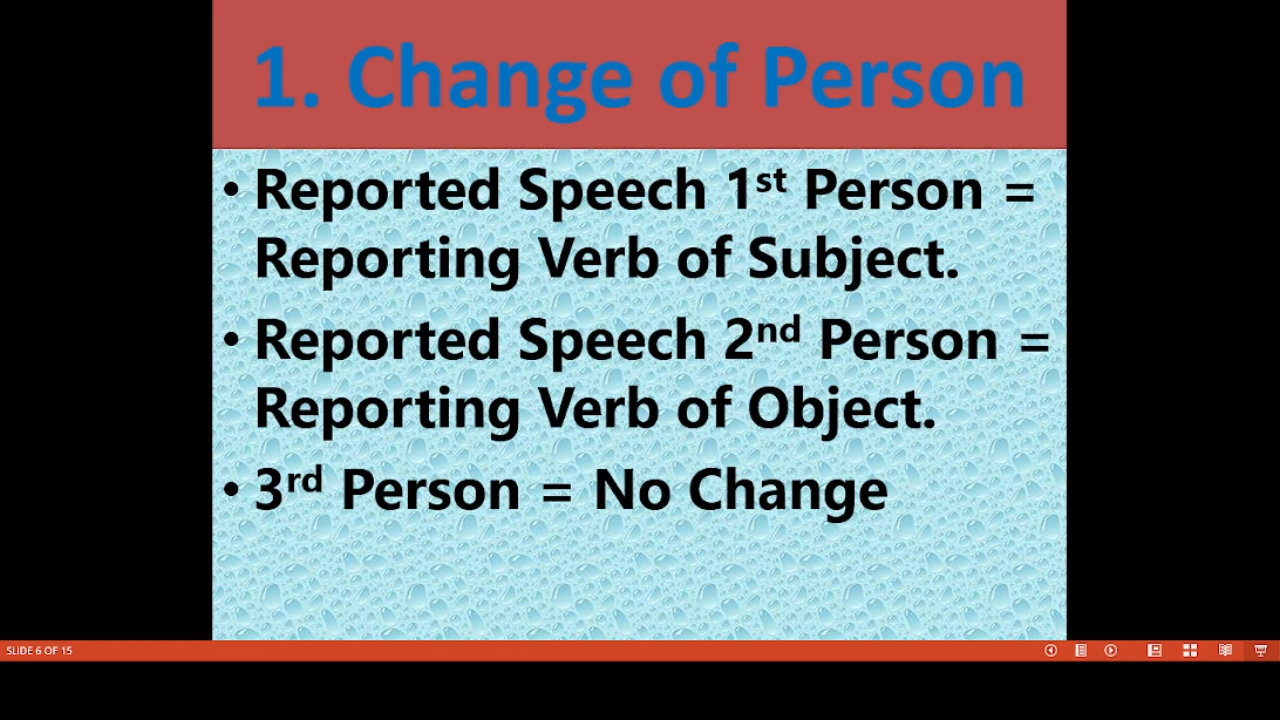 1. Change of Person
• Reported Speech 1st Person =
Reporting Verb of Subject.
• Reported Speech 2nd Person =
Reporting Verb of Object.
• 3rd Person = No Change
SLIDE 6 OF 15